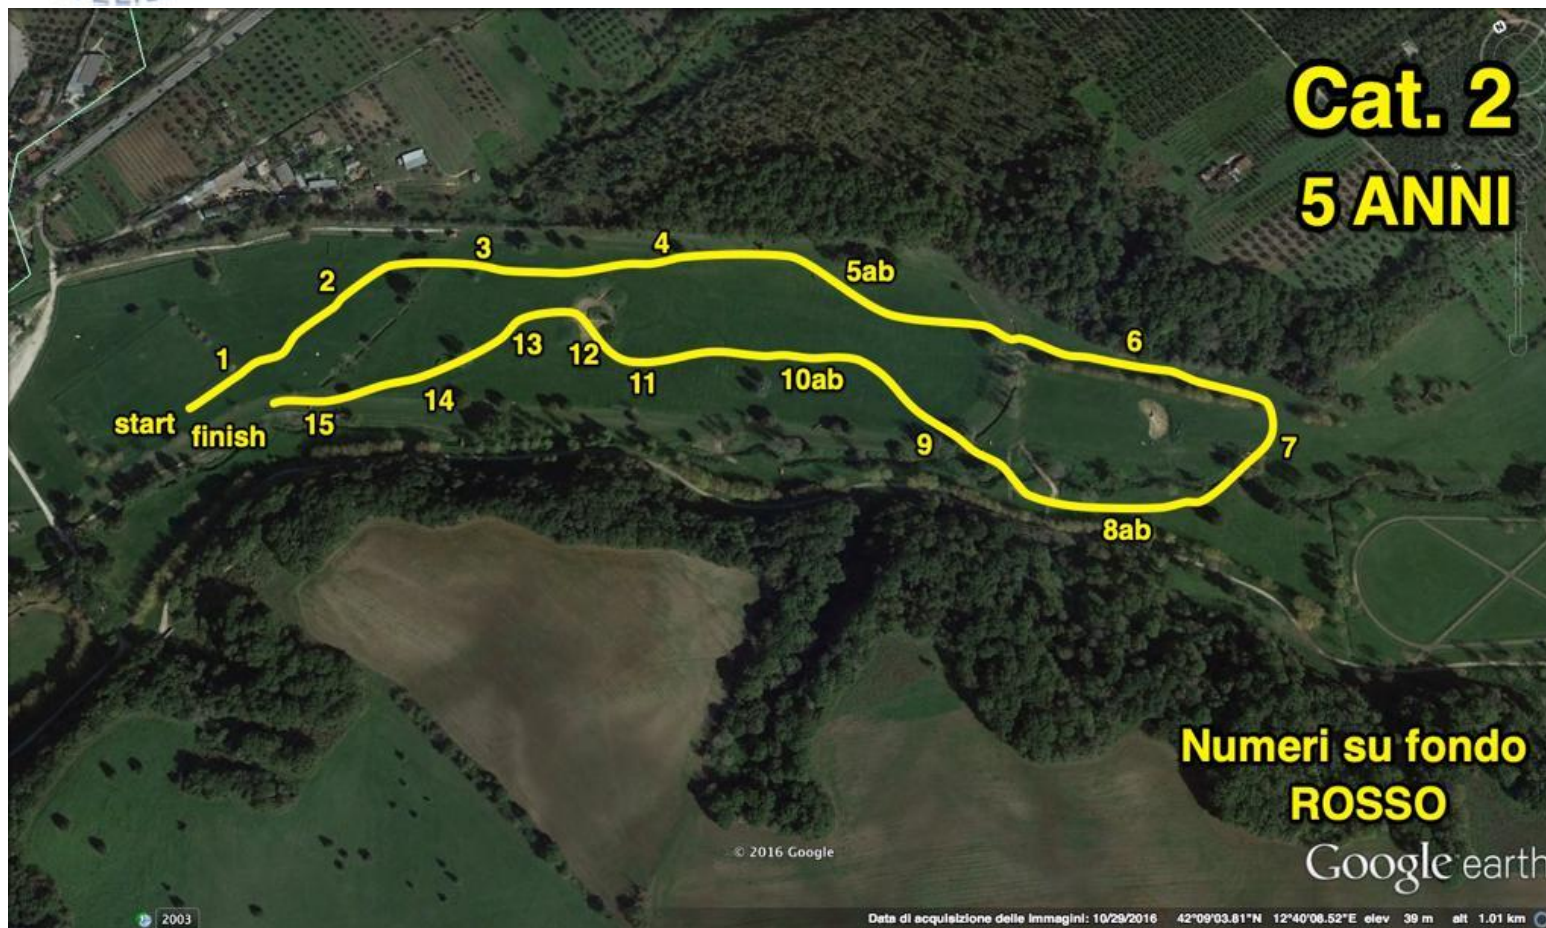 Cat. 2
5 ANNI
1
2
3
4
5ab
6
7
8ab
9
10ab
11
12
13
14
15
start
finish
Numeri su fondo
ROSSO
© 2016 Google
Google earth
2003
Data di acquisizione delle immagini: 10/29/2016 42°09'03.81"N 12°40'08.52"E elev 39 m alt 1.01 km